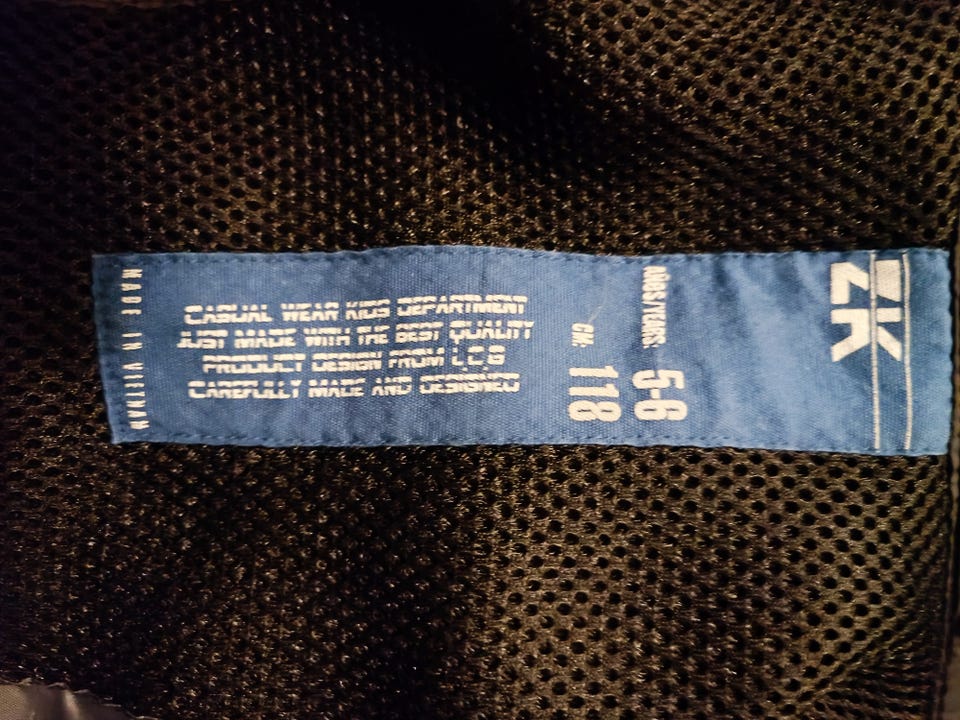 ZK
AGES/YEARS: 5-6
CM: 118
CASUAL WEAR KIDS DEPARTMENT
JUST MADE WITH THE BEST QUALITY
PRODUCT DESIGN FROM
CAREFULLY MADE AND DESIGNED
MADE IN VIETNAM